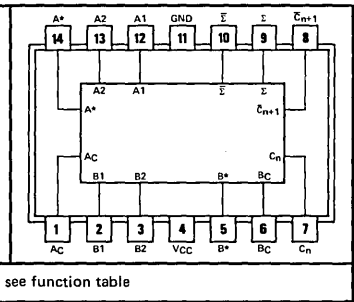 A* A2 A1 GND Σ̅ Σ C̅n+1
14 13 12 11 10 9 8
A2 A1 Σ̅ Σ
A* C̅n+1
AC Cn
B1 B2 B* BC
1 2 3 4 5 6 7
AC B1 B2 VCC B* BC Cn
see function table